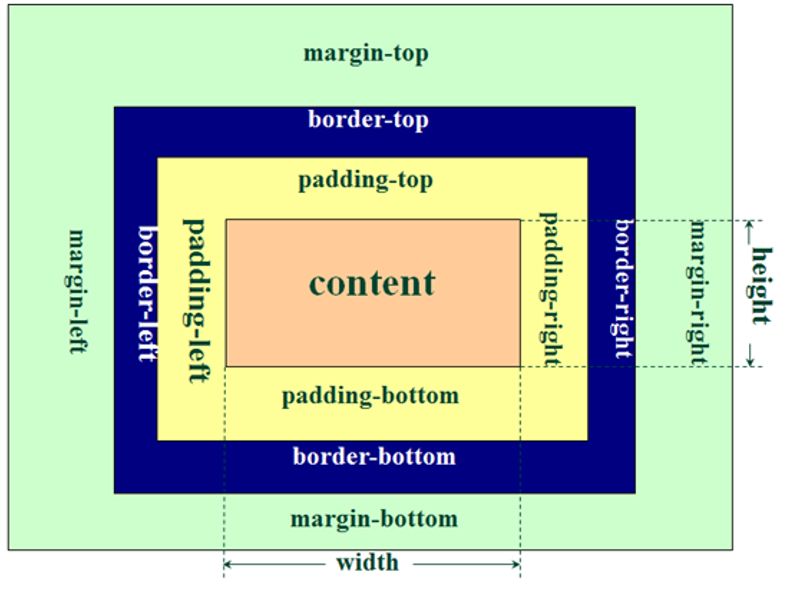 margin-top
border-top
padding-top
margin-left
border-left
padding-left
content
padding-right
border-right
margin-right
height
padding-bottom
border-bottom
margin-bottom
width